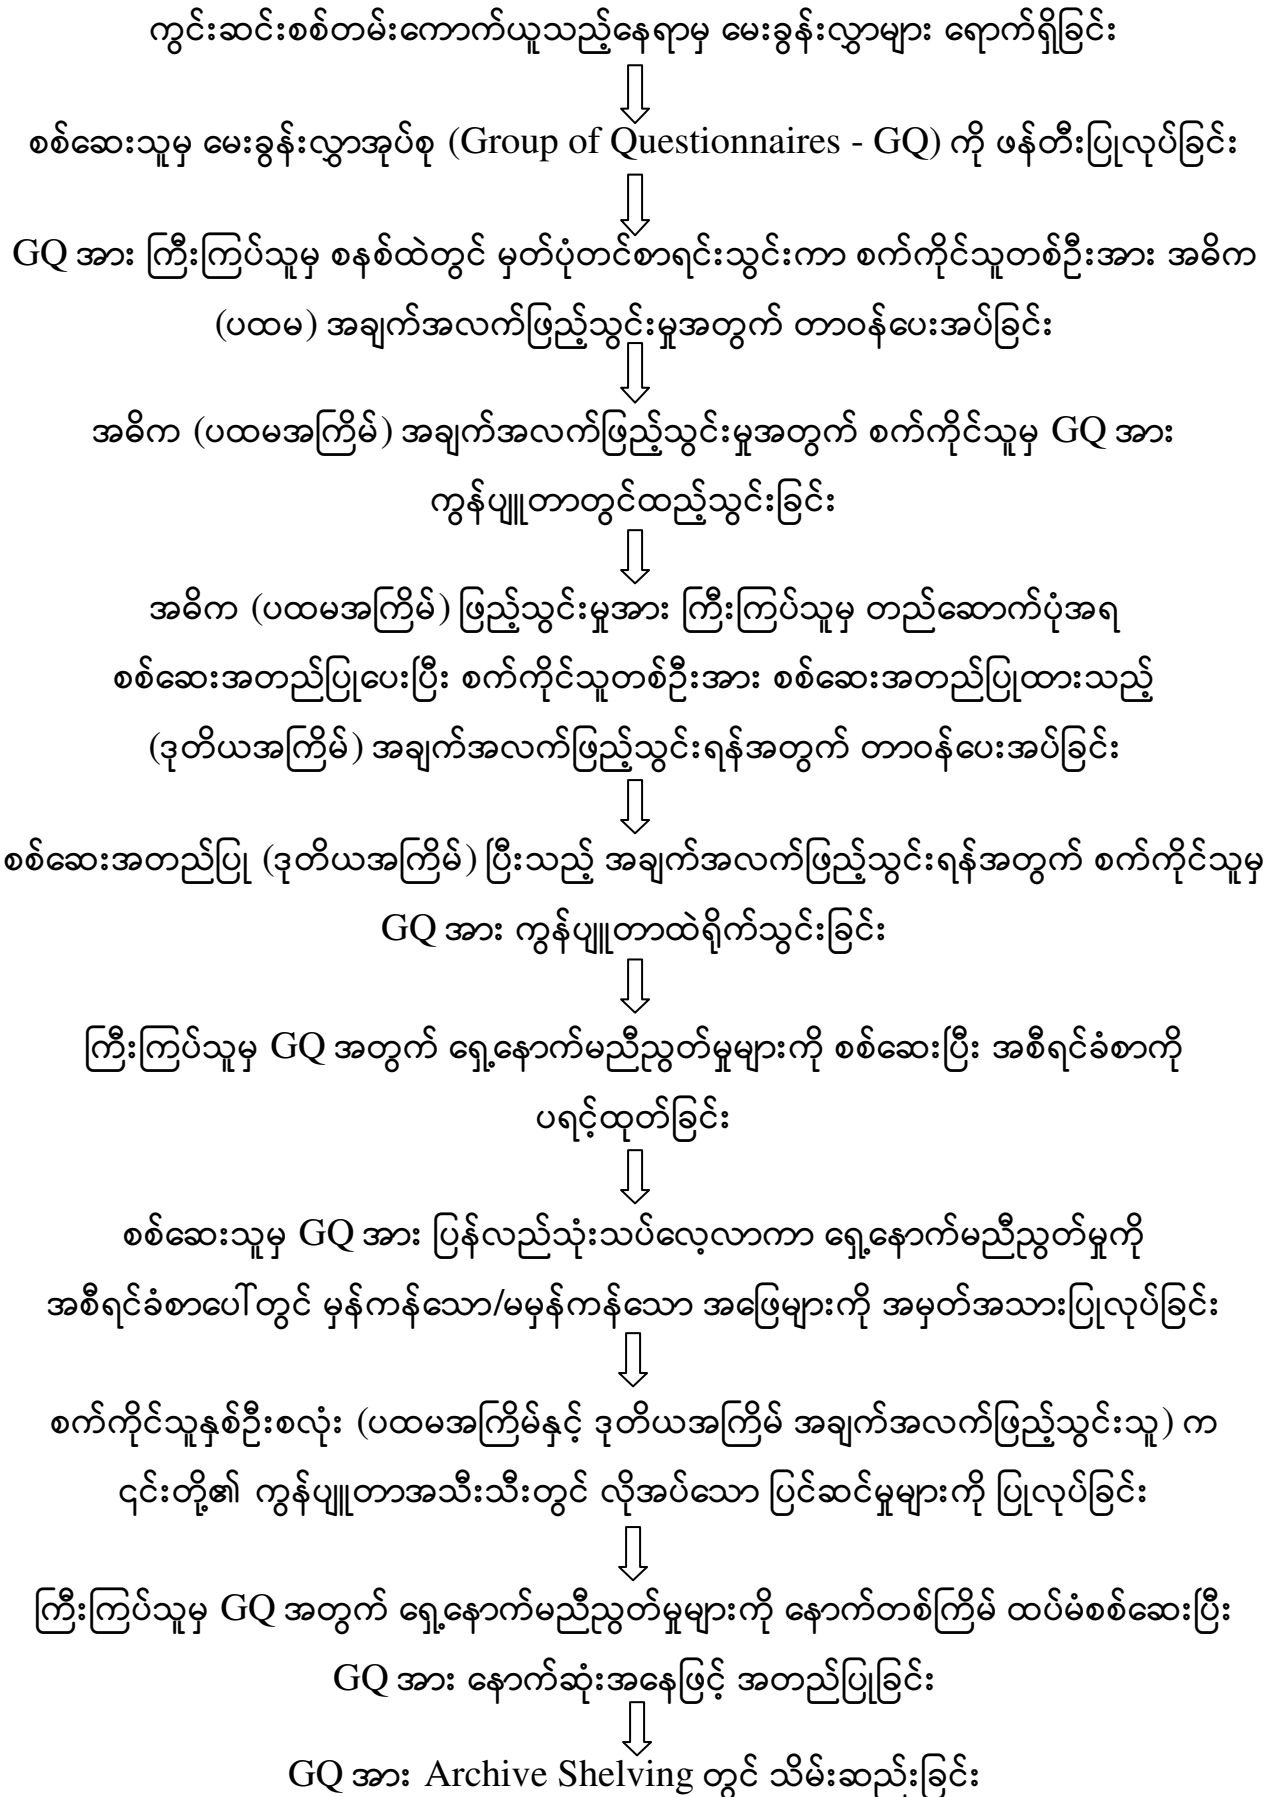 ကွင်းဆင်းစစ်တမ်းကောက်ယူသည့်နေရာမှ မေးခွန်းလွှာများ ရောက်ရှိခြင်း
စစ်ဆေးသူမှ မေးခွန်းလွှာအုပ်စု (Group of Questionnaires - GQ) ကို ဖန်တီးပြုလုပ်ခြင်း
GQ အား ကြီးကြပ်သူမှ စနစ်ထဲတွင် မှတ်ပုံတင်စာရင်းသွင်းကာ စက်ကိုင်သူတစ်ဦးအား အဓိက
(ပထမ) အချက်အလက်ဖြည့်သွင်းမှုအတွက် တာဝန်ပေးအပ်ခြင်း
အဓိက (ပထမအကြိမ်) အချက်အလက်ဖြည့်သွင်းမှုအတွက် စက်ကိုင်သူမှ GQ အား
ကွန်ပျူတာတွင်ထည့်သွင်းခြင်း
အဓိက (ပထမအကြိမ်) ဖြည့်သွင်းမှုအား ကြီးကြပ်သူမှ တည်ဆောက်ပုံအရ
စစ်ဆေးအတည်ပြုပေးပြီး စက်ကိုင်သူတစ်ဦးအား စစ်ဆေးအတည်ပြုထားသည့်
(ဒုတိယအကြိမ်) အချက်အလက်ဖြည့်သွင်းရန်အတွက် တာဝန်ပေးအပ်ခြင်း
စစ်ဆေးအတည်ပြု (ဒုတိယအကြိမ်) ပြီးသည့် အချက်အလက်ဖြည့်သွင်းရန်အတွက် စက်ကိုင်သူမှ
GQ အား ကွန်ပျူတာထဲရိုက်သွင်းခြင်း
ကြီးကြပ်သူမှ GQ အတွက် ရှေ့နောက်မညီညွတ်မှုများကို စစ်ဆေးပြီး အစီရင်ခံစာကို
ပရင့်ထုတ်ခြင်း
စစ်ဆေးသူမှ GQ အား ပြန်လည်သုံးသပ်လေ့လာကာ ရှေ့နောက်မညီညွတ်မှုကို
အစီရင်ခံစာပေါ်တွင် မှန်ကန်သော/မမှန်ကန်သော အဖြေများကို အမှတ်အသားပြုလုပ်ခြင်း
စက်ကိုင်သူနှစ်ဦးစလုံး (ပထမအကြိမ်နှင့် ဒုတိယအကြိမ် အချက်အလက်ဖြည့်သွင်းသူ) က
၎င်းတို့၏ ကွန်ပျူတာအသီးသီးတွင် လိုအပ်သော ပြင်ဆင်မှုများကို ပြုလုပ်ခြင်း
ကြီးကြပ်သူမှ GQ အတွက် ရှေ့နောက်မညီညွတ်မှုများကို နောက်တစ်ကြိမ် ထပ်မံစစ်ဆေးပြီး
GQ အား နောက်ဆုံးအနေဖြင့် အတည်ပြုခြင်း
GQ အား Archive Shelving တွင် သိမ်းဆည်းခြင်း